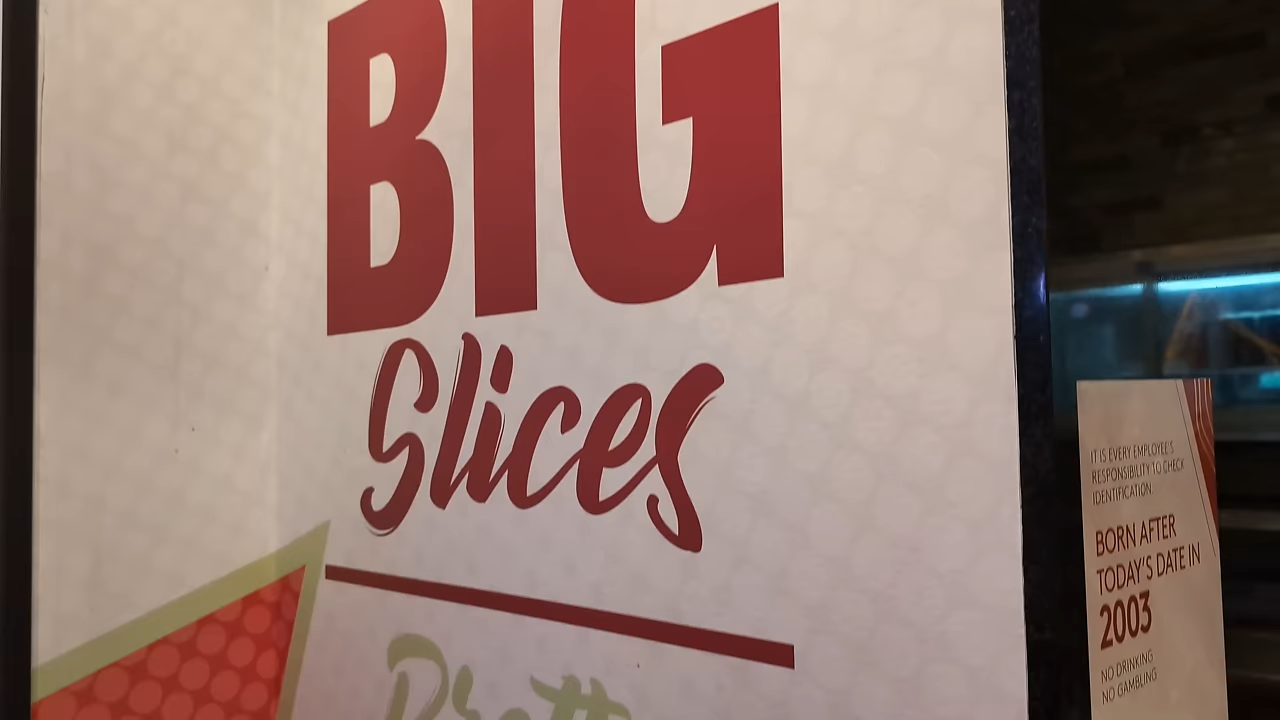 BIG
Slices
IT IS EVERY EMPLOYEE'S
RESPONSIBILITY TO CHECK
IDENTIFICATION.
BORN AFTER
TODAY'S DATE IN
2003
NO DRINKING
NO GAMBLING